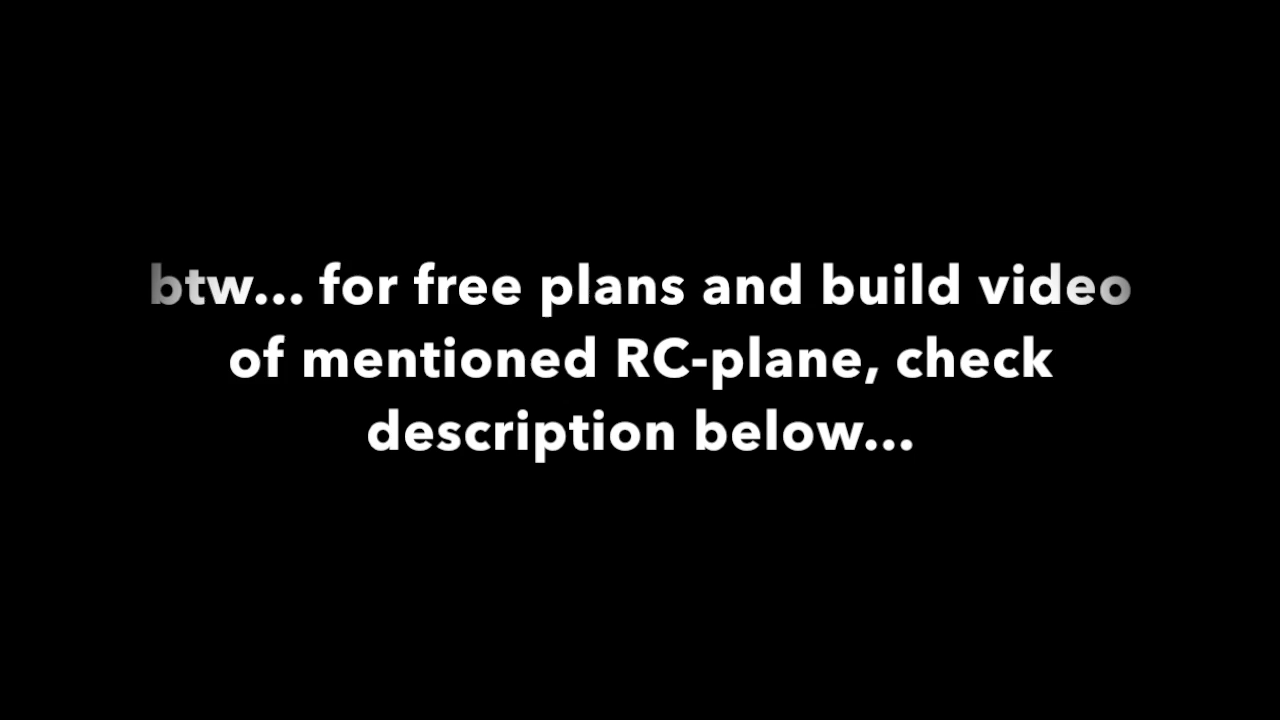 btw... for free plans and build video
of mentioned RC-plane, check
description below...